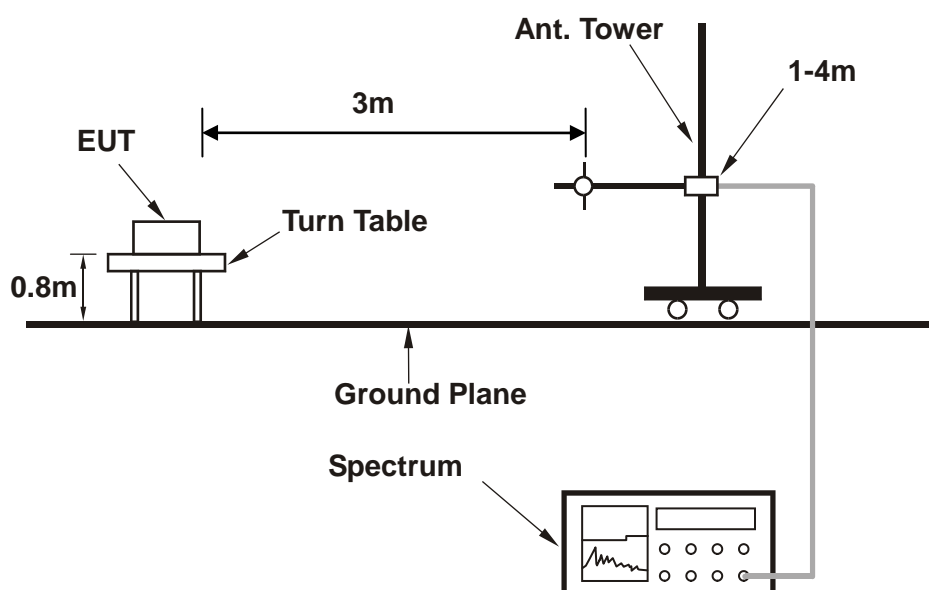 Ant. Tower
1-4m
3m
EUT
Turn Table
0.8m
Ground Plane
Spectrum